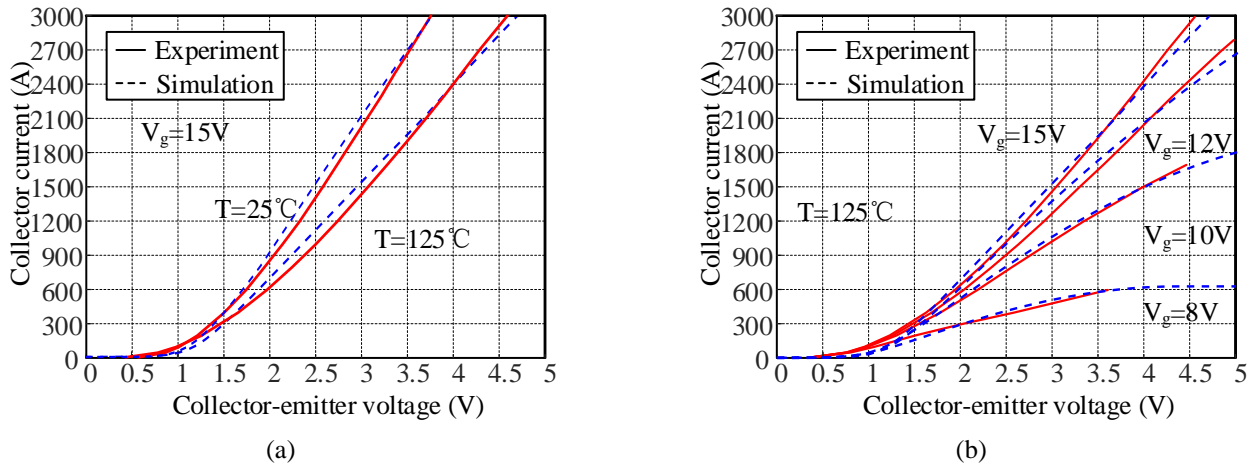 3000
2700
2400
2100
1800
1500
1200
900
600
300
0
Collector current (A)
Experiment
Simulation
Vg=15V
T=25℃
T=125℃
0 0.5 1 1.5 2 2.5 3 3.5 4 4.5 5
Collector-emitter voltage (V)
(a)
3000
2700
2400
2100
1800
1500
1200
900
600
300
0
Collector current (A)
Experiment
Simulation
Vg=15V
Vg=12V
T=125℃
Vg=10V
Vg=8V
0 0.5 1 1.5 2 2.5 3 3.5 4 4.5 5
Collector-emitter voltage (V)
(b)